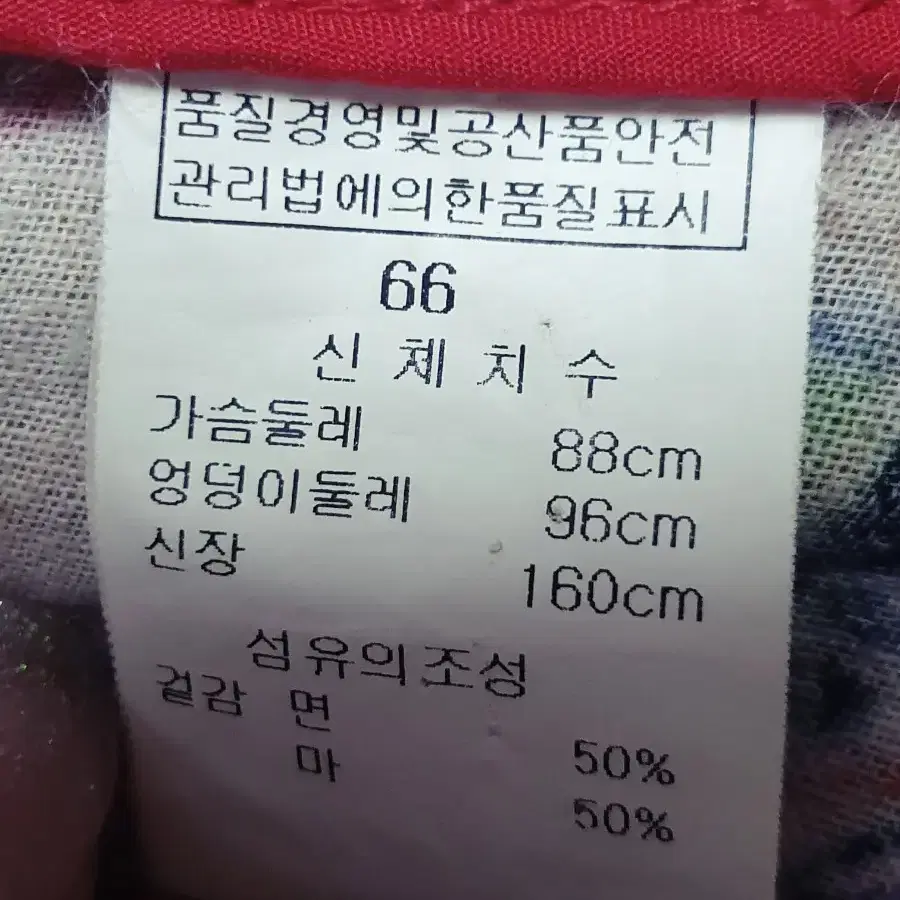 품질경영및공산품안전
관리법에의한품질표시
66
신 체 치 수
가슴둘레 88cm
엉덩이둘레 96cm
신장 160cm
섬유의조성
겉감 면 50%
마 50%